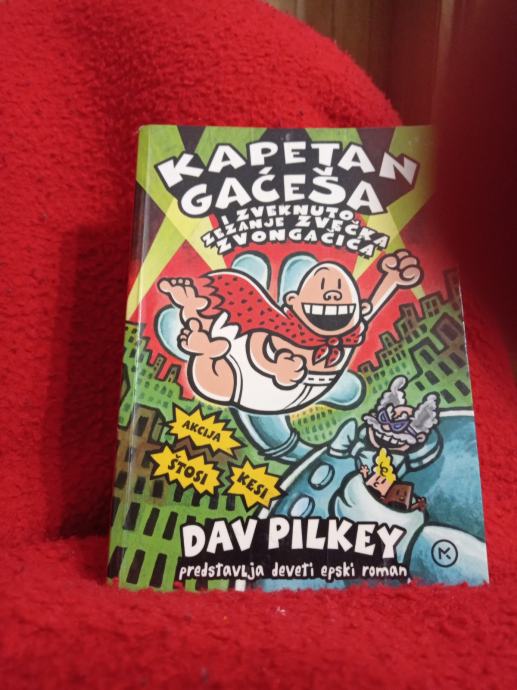 KAPETAN
GAĆEŠA
I ZVEKNUTO
ZEZANJE ZVEČKA
ZVONGAČIĆA
AKCIJA
ŠTOSI
KESI
DAV PILKEY
predstavlja deveti epski roman
M